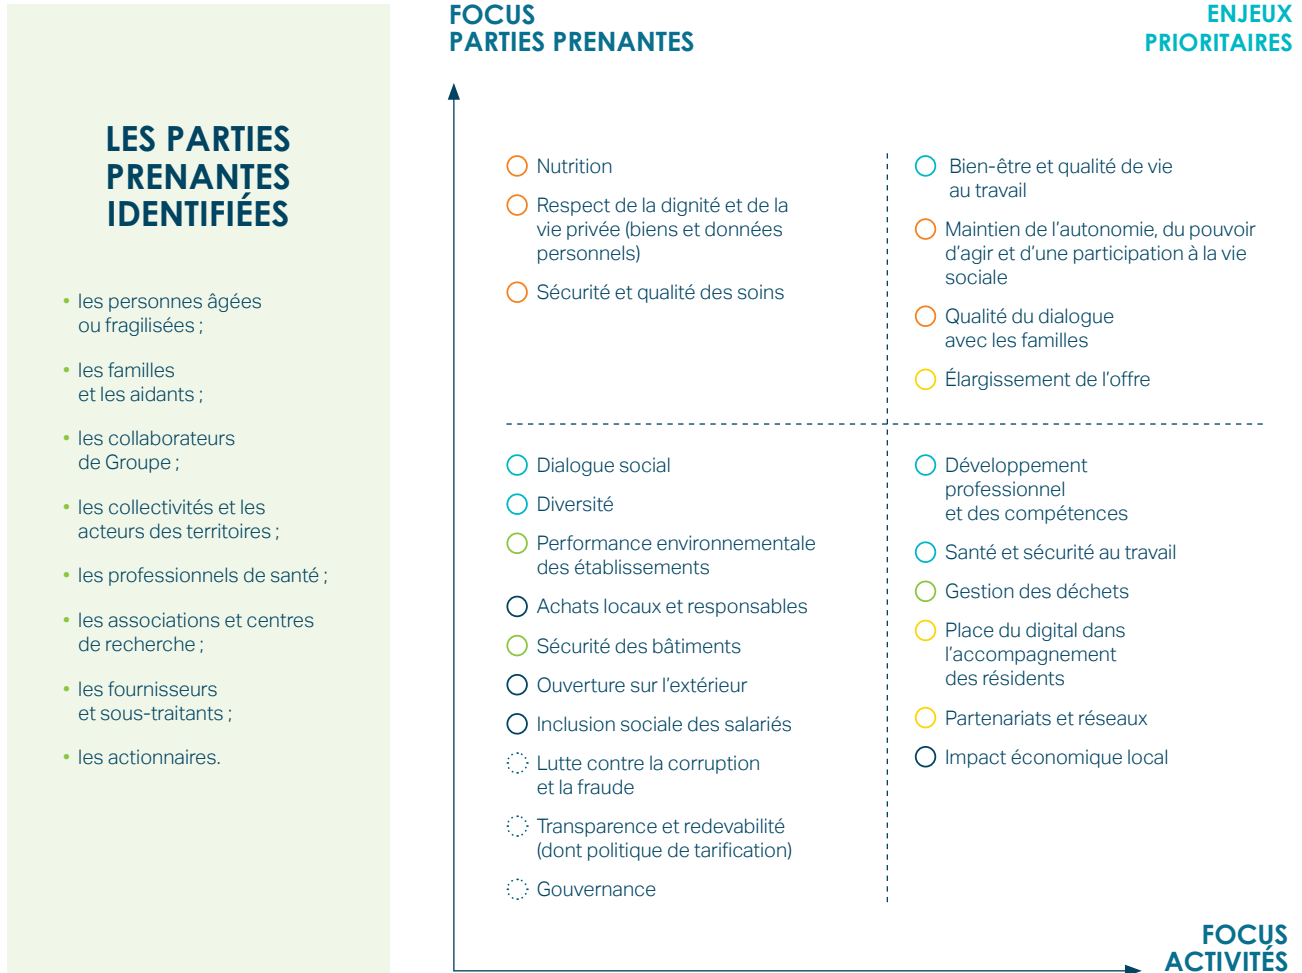 LES PARTIES
PRENANTES
IDENTIFIÉES
• les personnes âgées
ou fragilisées ;
• les familles
et les aidants ;
• les collaborateurs
de Groupe ;
• les collectivités et les
acteurs des territoires ;
• les professionnels de santé ;
• les associations et centres
de recherche ;
• les fournisseurs
et sous-traitants ;
• les actionnaires.
FOCUS
PARTIES PRENANTES
ENJEUX
PRIORITAIRES
Nutrition
Respect de la dignité et de la
vie privée (biens et données
personnels)
Sécurité et qualité des soins
Bien-être et qualité de vie
au travail
Maintien de l'autonomie, du pouvoir
d'agir et d'une participation à la vie
sociale
Qualité du dialogue
avec les familles
Élargissement de l'offre
Dialogue social
Diversité
Performance environnementale
des établissements
Achats locaux et responsables
Sécurité des bâtiments
Ouverture sur l'extérieur
Inclusion sociale des salariés
Lutte contre la corruption
et la fraude
Transparence et redevabilité
(dont politique de tarification)
Gouvernance
Développement
professionnel
et des compétences
Santé et sécurité au travail
Gestion des déchets
Place du digital dans
l'accompagnement
des résidents
Partenariats et réseaux
Impact économique local
FOCUS
ACTIVITÉS